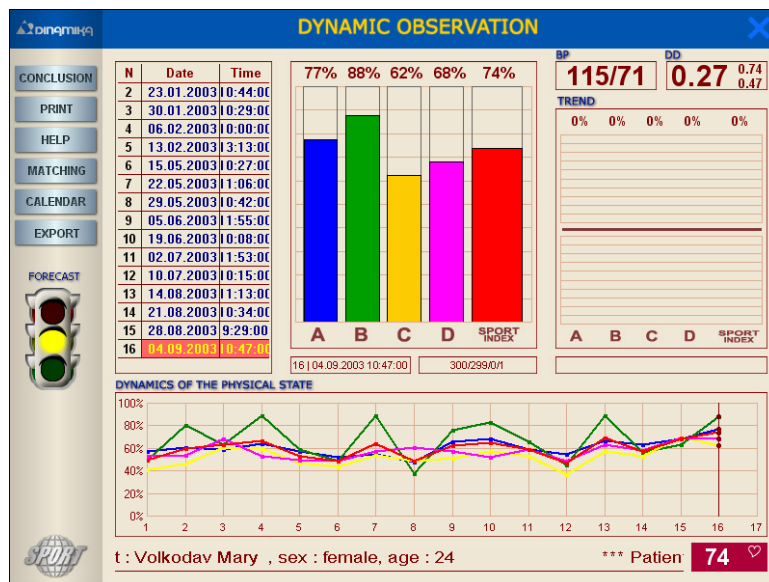 DINAMIKA
DYNAMIC OBSERVATION
CONCLUSION
PRINT
HELP
MATCHING
CALENDAR
EXPORT
FORECAST
SPORT
N Date Time
2 23.01.2003 10:44:00
3 30.01.2003 10:29:00
4 06.02.2003 10:00:00
5 13.02.2003 13:13:00
6 15.05.2003 10:27:00
7 22.05.2003 11:06:00
8 29.05.2003 10:42:00
9 05.06.2003 11:55:00
10 19.06.2003 10:08:00
11 02.07.2003 11:53:00
12 10.07.2003 10:15:00
13 14.08.2003 11:13:00
14 21.08.2003 10:34:00
15 28.08.2003 9:29:00
16 04.09.2003 10:47:00
77% 88% 62% 68% 74%
A B C D SPORT INDEX
16 | 04.09.2003 10:47:00
300/299/0/1
BP
115/71
DD
0.27 0.74
0.47
TREND
0% 0% 0% 0% 0%
A B C D SPORT INDEX
DYNAMICS OF THE PHYSICAL STATE
100%
80%
60%
40%
20%
0%
1 2 3 4 5 6 7 8 9 10 11 12 13 14 15 16 17
t : Volkodav Mary , sex : female, age : 24 *** Patien
74